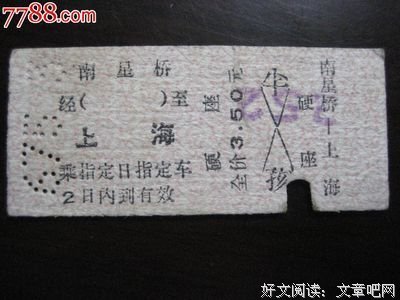 7788.com
南星桥
经( )至
上海
乘指定日指定车
2日内到有效
硬座
全价3.50元
半
孩
硬座
南星桥—上海
好文阅读：文章吧网